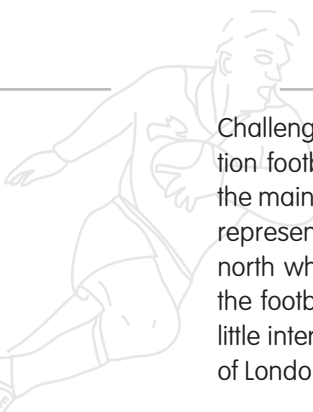 Challeng
tion footb
the main
represen
north wh
the footb
little inter
of Londo